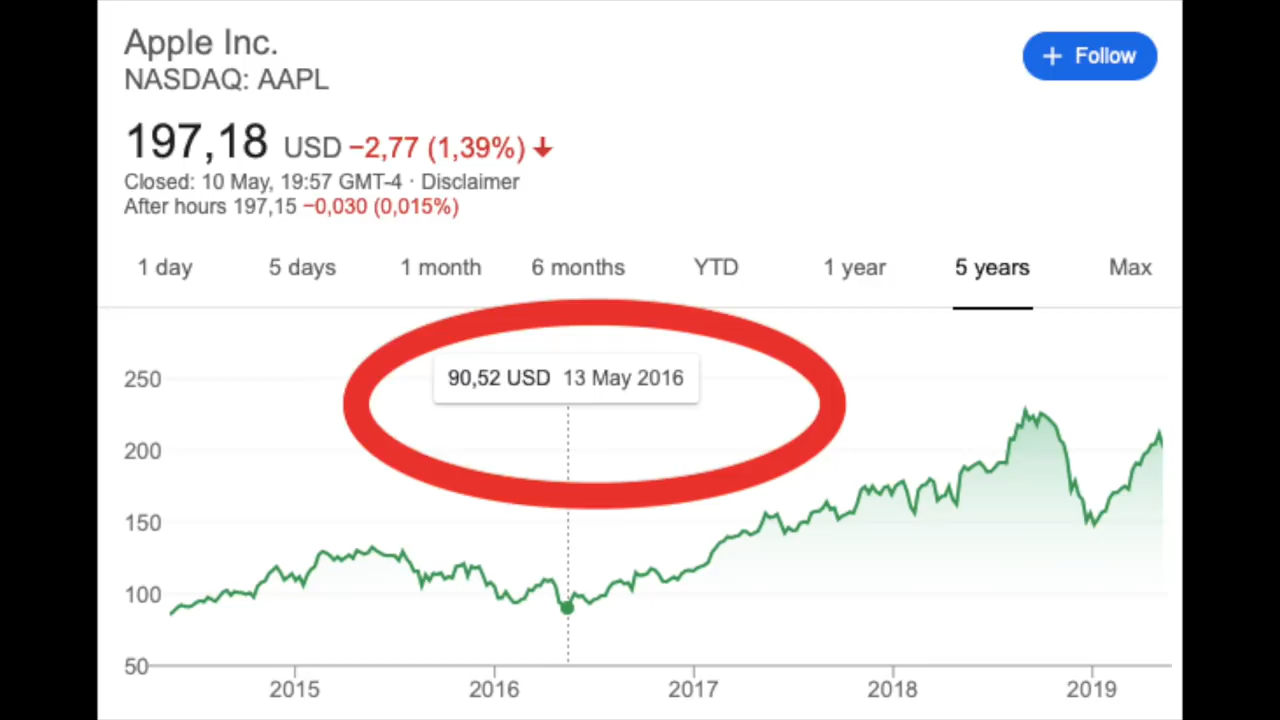 Apple Inc.
+ Follow
NASDAQ: AAPL
197,18 USD −2,77 (1,39%) ↓
Closed: 10 May, 19:57 GMT-4 · Disclaimer
After hours 197,15 −0,030 (0,015%)
1 day 5 days 1 month 6 months YTD 1 year 5 years Max
90,52 USD 13 May 2016
250
200
150
100
50
2015 2016 2017 2018 2019